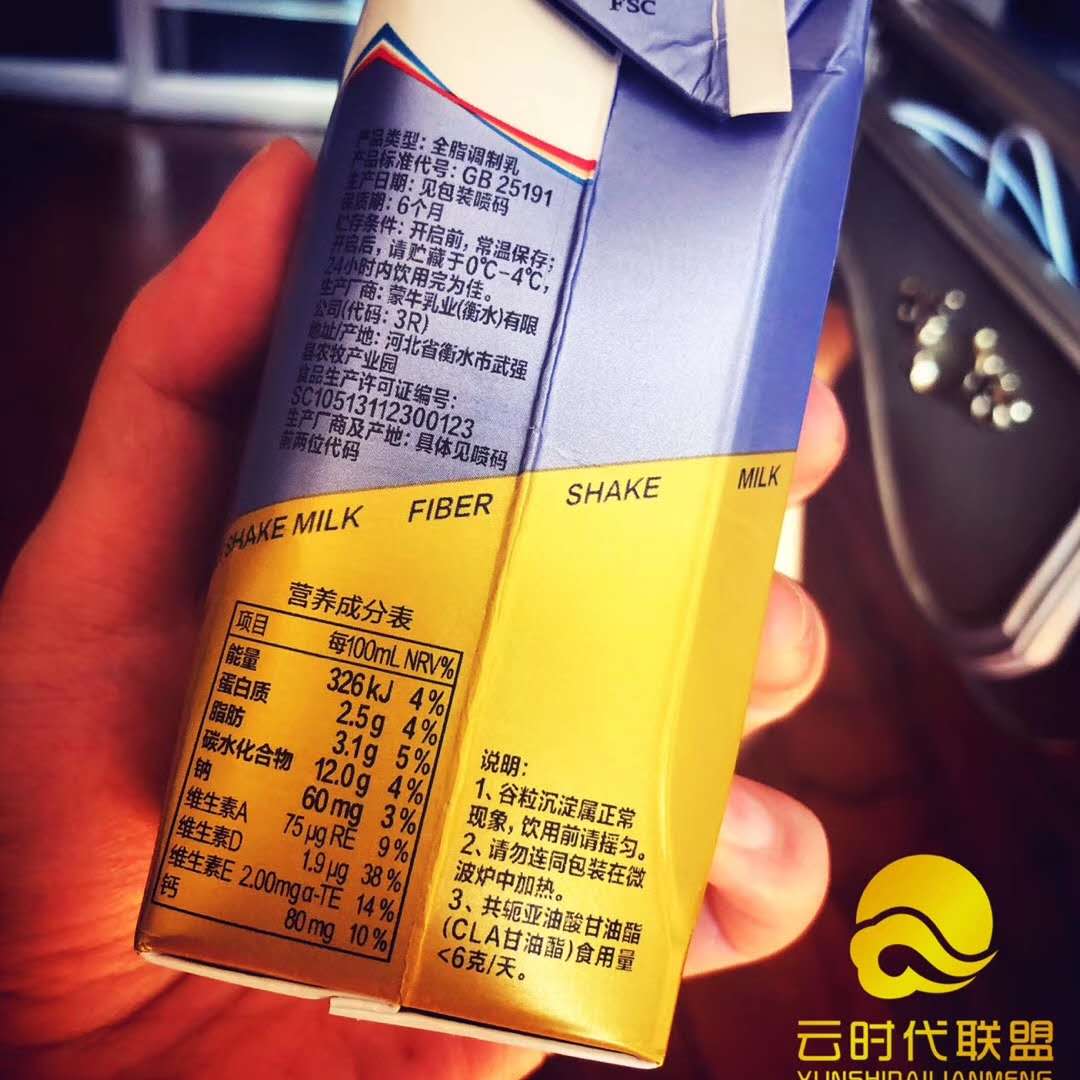 FSC
产品类型：全脂调制乳
产品标准代号：GB 25191
生产日期：见包装喷码
保质期：6个月
贮存条件：开启前，常温保存；
开启后，请贮藏于0℃-4℃，
24小时内饮用完为佳。
生产厂商：蒙牛乳业(衡水)有限
公司(代码：3R)
地址/产地：河北省衡水市武强
县农牧产业园
食品生产许可证编号：
SC10513112300123
生产厂商及产地：具体见喷码
前两位代码
SHAKE MILK FIBER SHAKE MILK
营养成分表
项目 每100mL NRV%
能量 326kJ 4%
蛋白质 2.5g 4%
脂肪 3.1g 5%
碳水化合物 12.0g 4%
钠 60mg 3%
维生素A 75μgRE 9%
维生素D 1.9μg 38%
维生素E 2.00mgα-TE 14%
钙 80mg 10%
说明：
1、谷粒沉淀属正常
现象，饮用前请摇匀。
2、请勿连同包装在微
波炉中加热。
3、共轭亚油酸甘油酯
(CLA甘油酯)食用量
<6克/天。
云时代联盟
YUNSHIDAILIANMENG